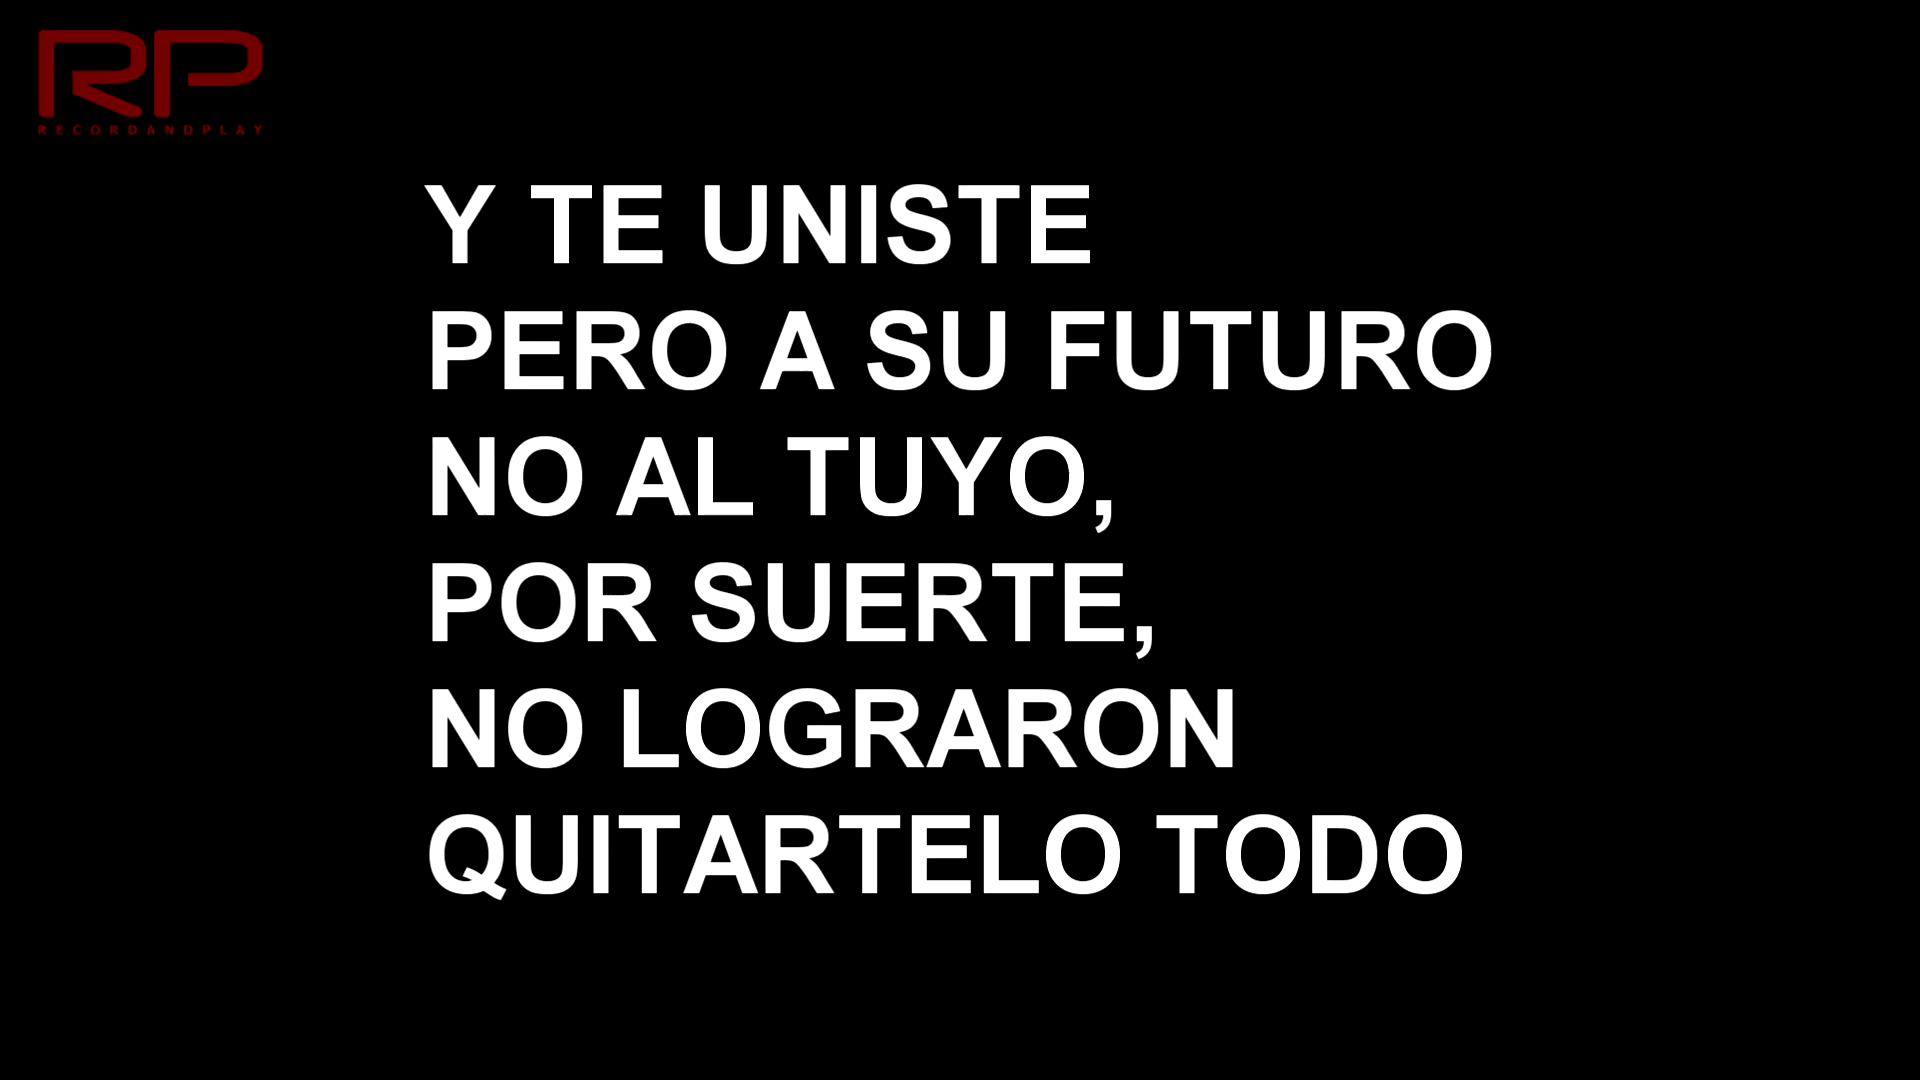 RP
RECORDANDPLAY
Y TE UNISTE
PERO A SU FUTURO
NO AL TUYO,
POR SUERTE,
NO LOGRARON
QUITARTELO TODO